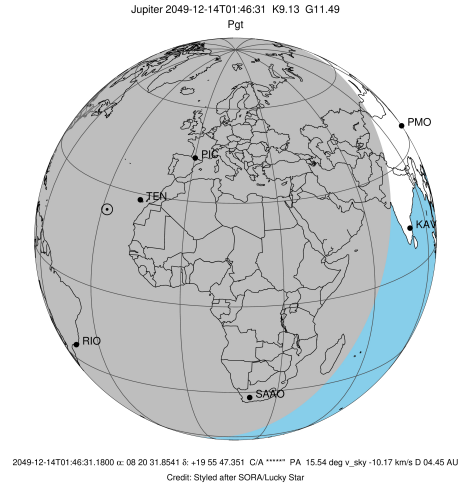 Jupiter 2049-12-14T01:46:31 K9.13 G11.49
Pgt
PMO
PIC
TEN
KAV
RIO
SAAO
2049-12-14T01:46:31.1800 α: 08 20 31.8541 δ: +19 55 47.351 C/A *****" PA 15.54 deg v_sky -10.17 km/s D 04.45 AU
Credit: Styled after SORA/Lucky Star